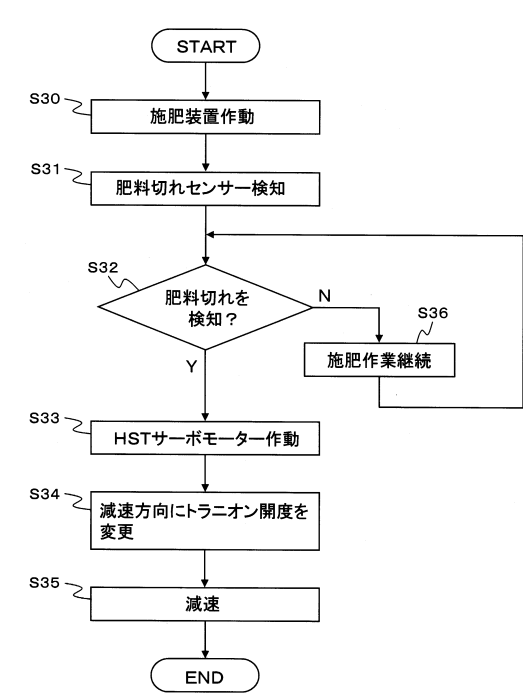 START
S30
施肥装置作動
S31
肥料切れセンサー検知
S32
肥料切れを
検知？
N
S36
施肥作業継続
Y
S33
HSTサーボモーター作動
S34
減速方向にトラニオン開度を
変更
S35
減速
END